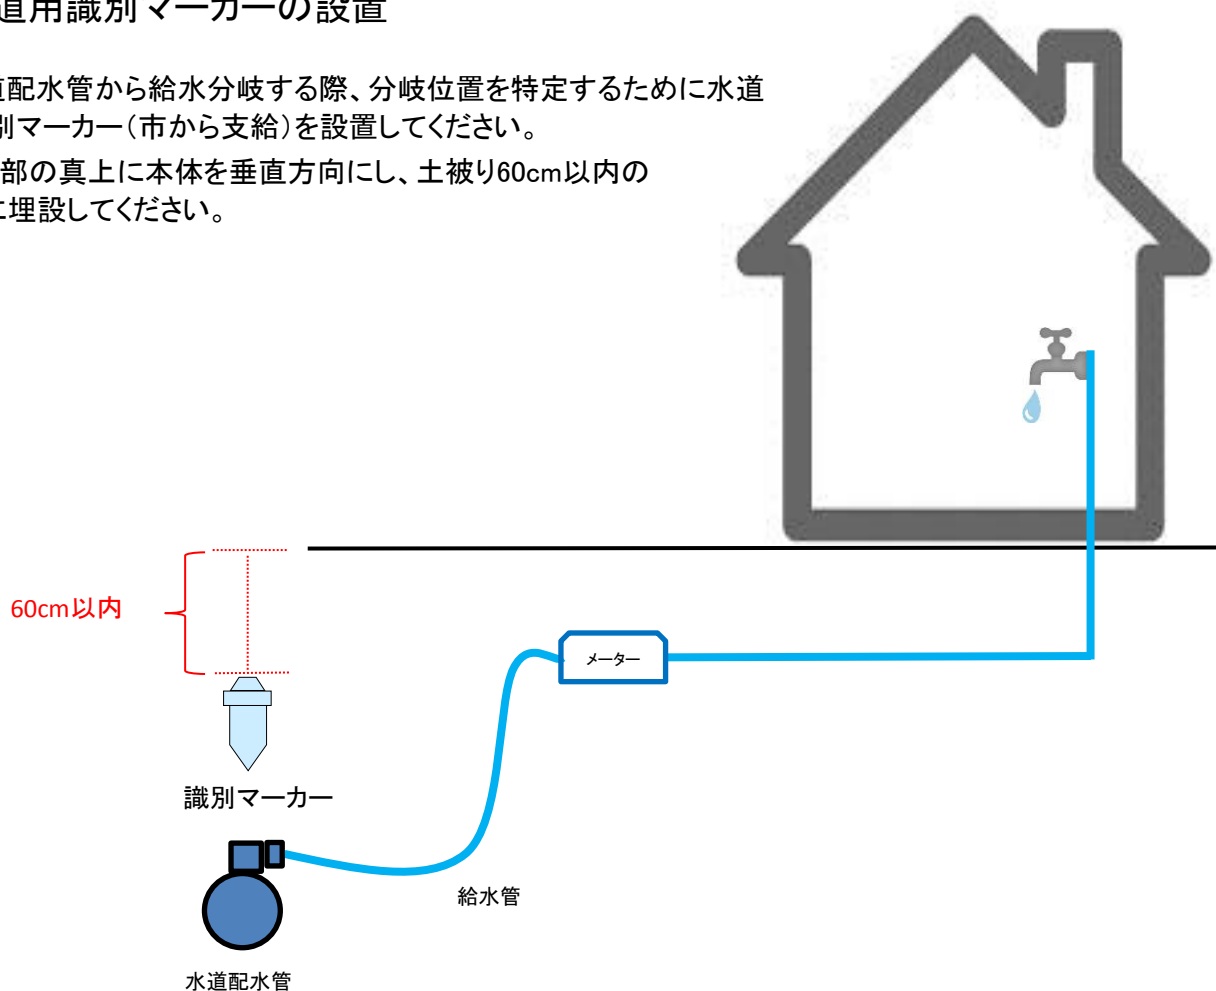 道用識別マーカーの設置
道配水管から給水分岐する際、分岐位置を特定するために水道
別マーカー（市から支給）を設置してください。
部の真上に本体を垂直方向にし、土被り60cm以内の
に埋設してください。
60cm以内
メーター
識別マーカー
給水管
水道配水管